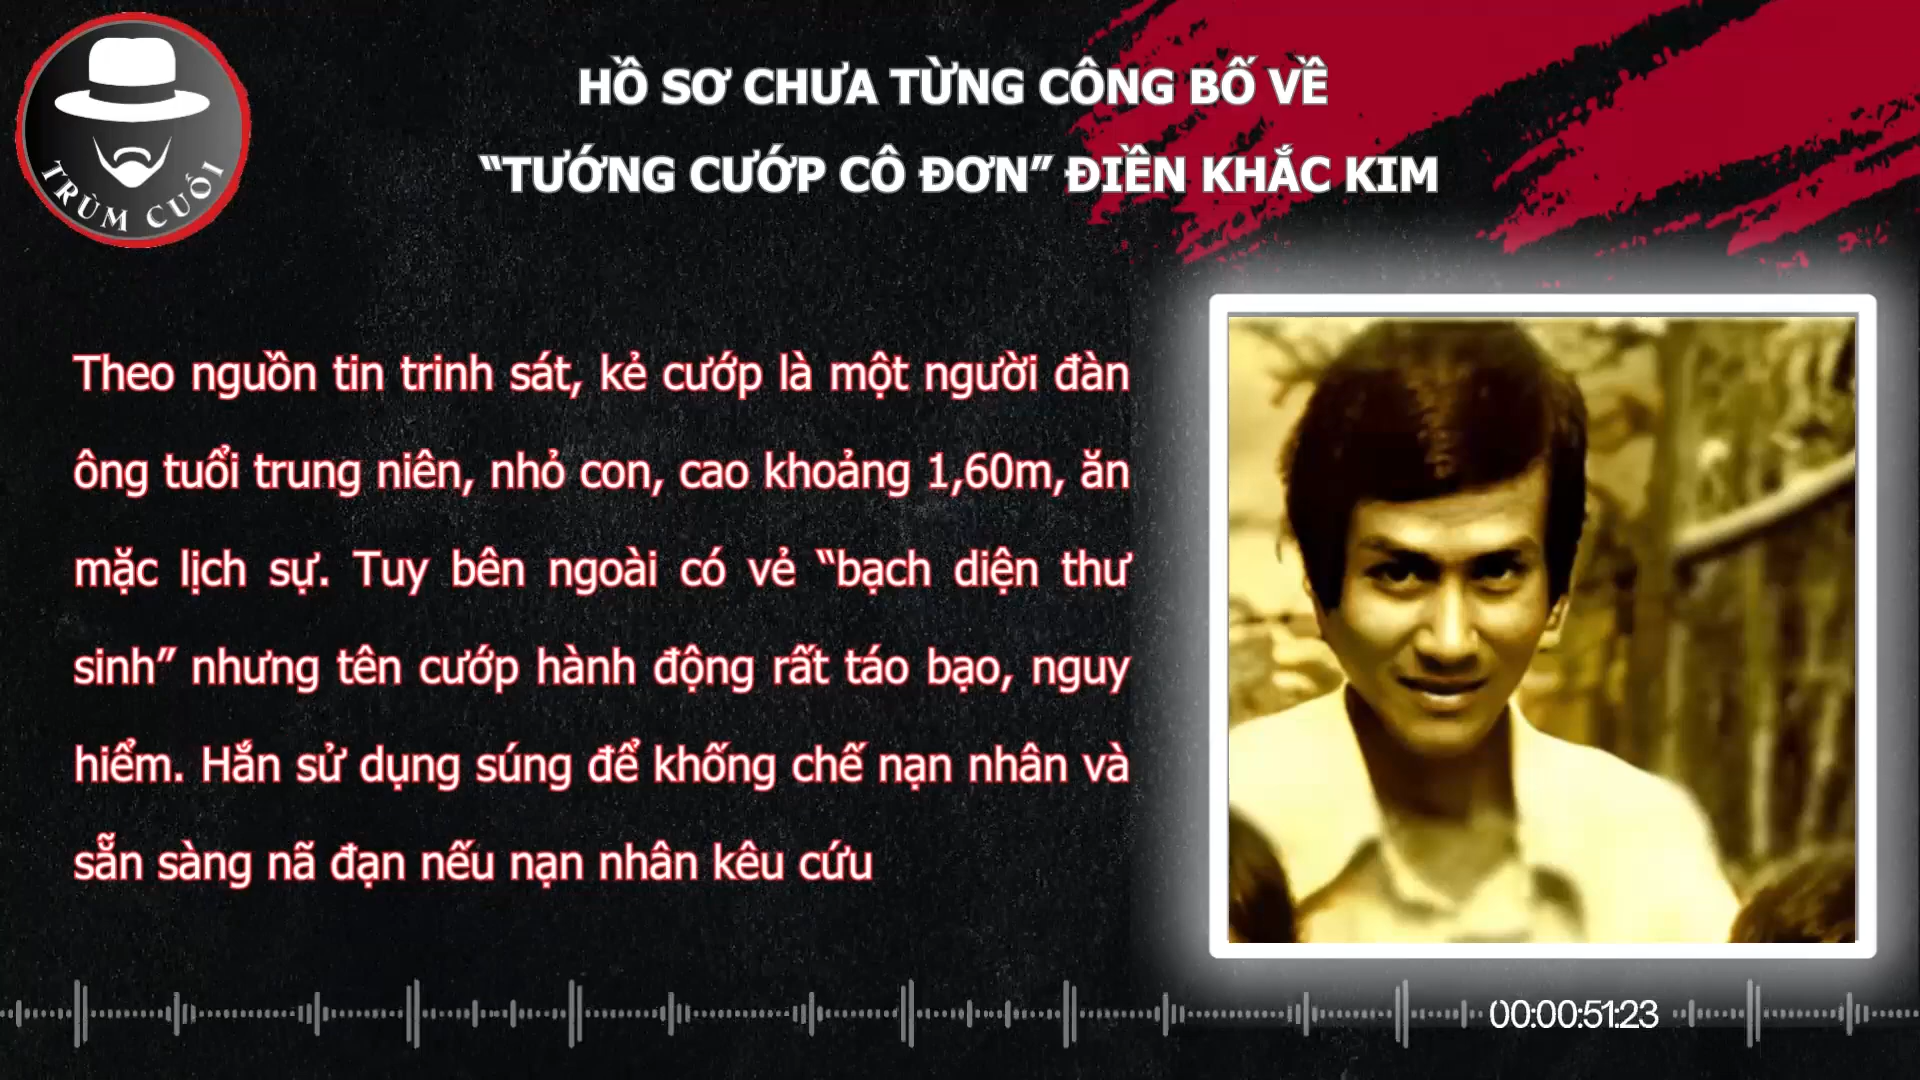 TRÙM CUỐI
HỒ SƠ CHƯA TỪNG CÔNG BỐ VỀ
“TƯỚNG CƯỚP CÔ ĐƠN” ĐIỀN KHẮC KIM
Theo nguồn tin trinh sát, kẻ cướp là một người đàn
ông tuổi trung niên, nhỏ con, cao khoảng 1,60m, ăn
mặc lịch sự. Tuy bên ngoài có vẻ “bạch diện thư
sinh” nhưng tên cướp hành động rất táo bạo, nguy
hiểm. Hắn sử dụng súng để khống chế nạn nhân và
sẵn sàng nã đạn nếu nạn nhân kêu cứu
00:00:51:23